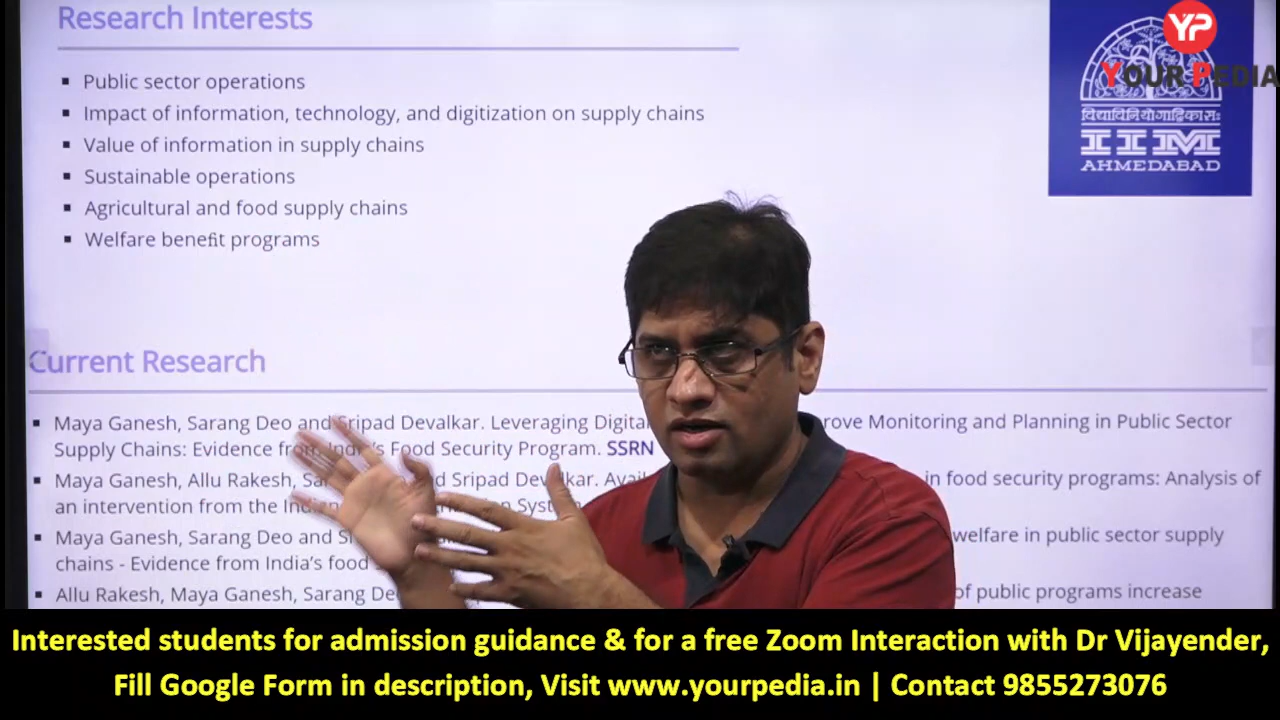 Research Interests
YP
YOUR PEDIA
▪ Public sector operations
▪ Impact of information, technology, and digitization on supply chains
विद्याविनियोगाद्विकासः
▪ Value of information in supply chains
IIM
AHMEDABAD
▪ Sustainable operations
▪ Agricultural and food supply chains
▪ Welfare benefit programs
Current Research
▪ Maya Ganesh, Sarang Deo and Sripad Devalkar. Leveraging Digita rove Monitoring and Planning in Public Sector
Supply Chains: Evidence from India's Food Security Program. SSRN
▪ Maya Ganesh, Allu Rakesh, Sripad Devalkar. in food security programs: Analysis of
an intervention from the
▪ Maya Ganesh, Sarang Deo and welfare in public sector supply
chains - Evidence from India's food
▪ Allu Rakesh, Maya Ganesh, Sarang Deo of public programs increase
Interested students for admission guidance & for a free Zoom Interaction with Dr Vijayender,
Fill Google Form in description, Visit www.yourpedia.in | Contact 9855273076